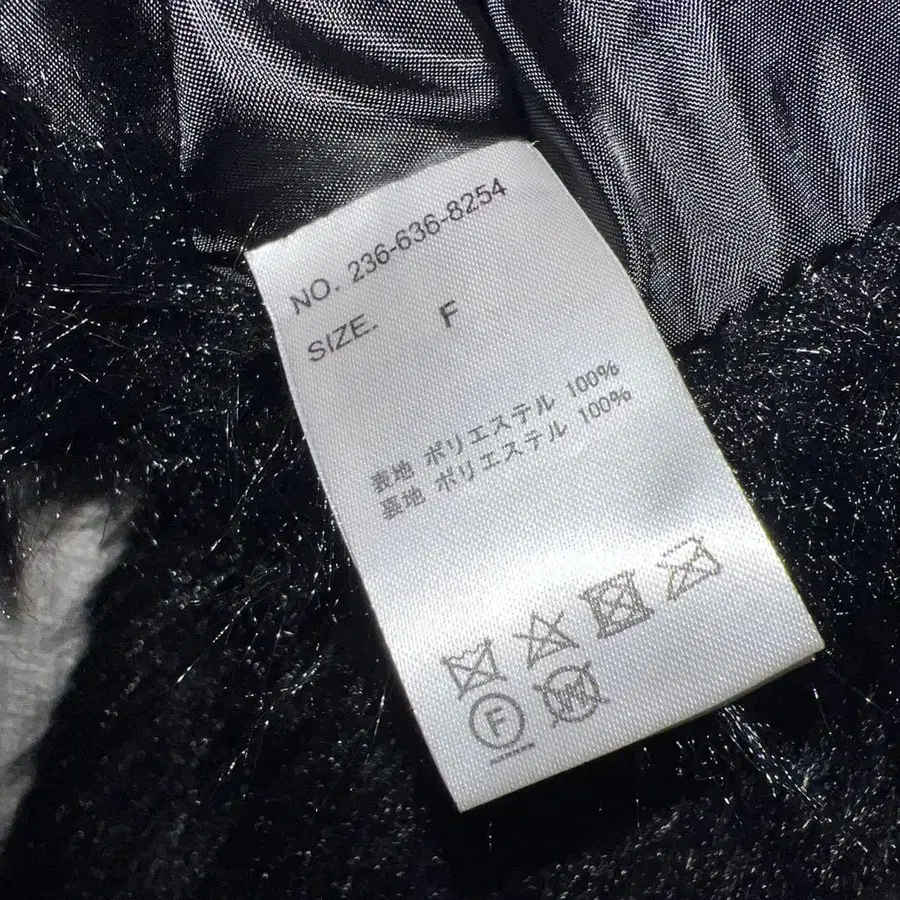 NO. 236-636-8254
SIZE. F
表地 ポリエステル 100%
裏地 ポリエステル 100%
F
W